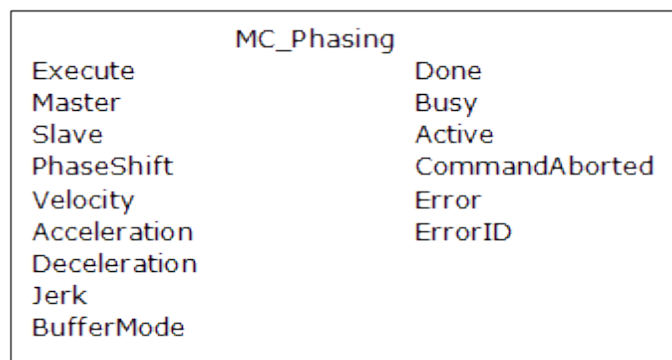 MC_Phasing
Execute Done
Master Busy
Slave Active
PhaseShift CommandAborted
Velocity Error
Acceleration ErrorID
Deceleration
Jerk
BufferMode